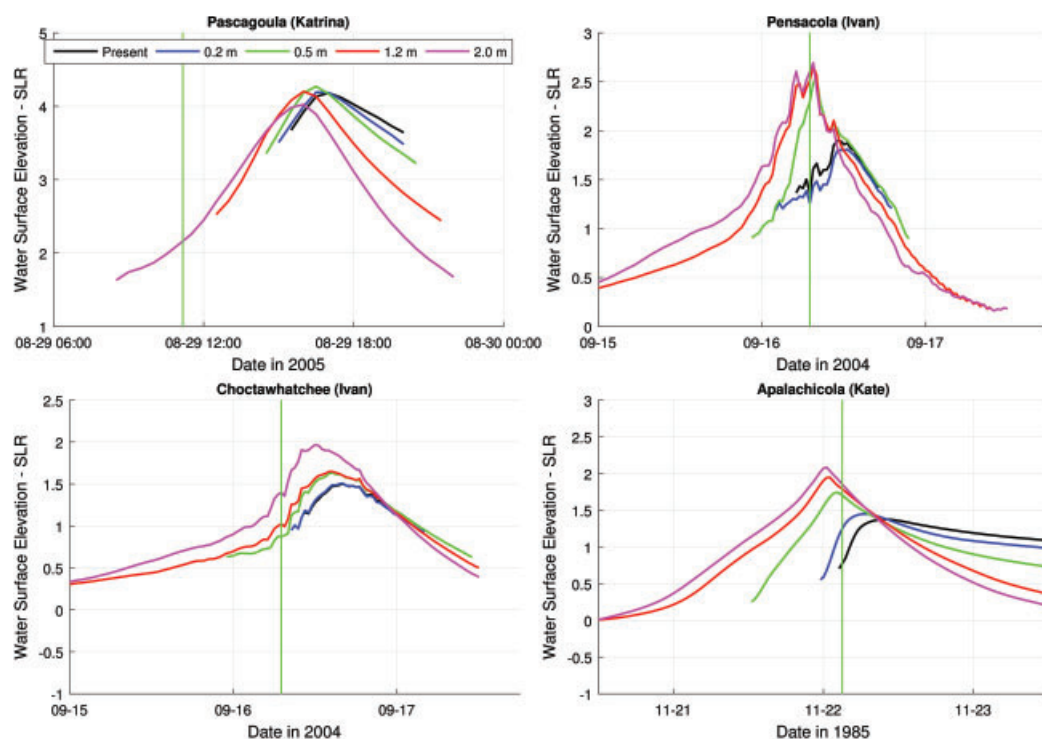 Pascagoula (Katrina)
5
4
3
2
1
Water Surface Elevation - SLR
Present 0.2 m 0.5 m 1.2 m 2.0 m
08-29 06:00 08-29 12:00 08-29 18:00 08-30 00:00
Date in 2005
Pensacola (Ivan)
3
2.5
2
1.5
1
0.5
0
Water Surface Elevation - SLR
09-15 09-16 09-17
Date in 2004
Choctawhatchee (Ivan)
2.5
2
1.5
1
0.5
0
-0.5
-1
Water Surface Elevation - SLR
09-15 09-16 09-17
Date in 2004
Apalachicola (Kate)
3
2.5
2
1.5
1
0.5
0
-0.5
-1
Water Surface Elevation - SLR
11-21 11-22 11-23
Date in 1985